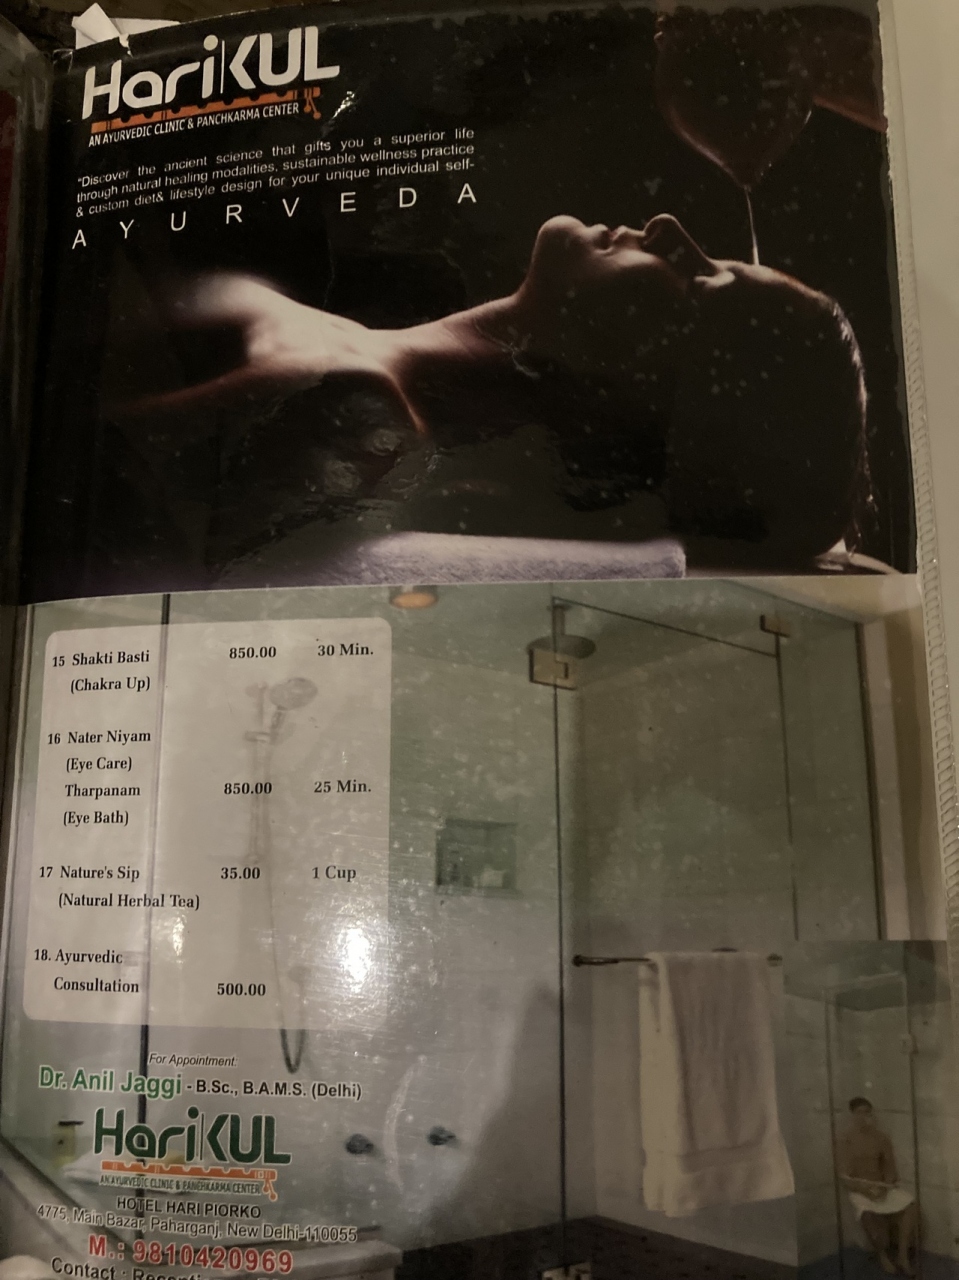 HariKUL
AN AYURVEDIC CLINIC & PANCHKARMA CENTER
"Discover the ancient science that gifts you a superior life
through natural healing modalities, sustainable wellness practice
& custom diet& lifestyle design for your unique individual self-
AYURVEDA
15 Shakti Basti 850.00 30 Min.
(Chakra Up)
16 Nater Niyam
(Eye Care)
Tharpanam 850.00 25 Min.
(Eye Bath)
17 Nature's Sip 35.00 1 Cup
(Natural Herbal Tea)
18. Ayurvedic
Consultation 500.00
For Appointment:
Dr. Anil Jaggi - B.Sc., B.A.M.S. (Delhi)
HariKUL
AN AYURVEDIC CLINIC & PANCHKARMA CENTER
HOTEL HARI PIORKO
4775, Main Bazar, Paharganj, New Delhi-110055
M.: 9810420969
Contact :